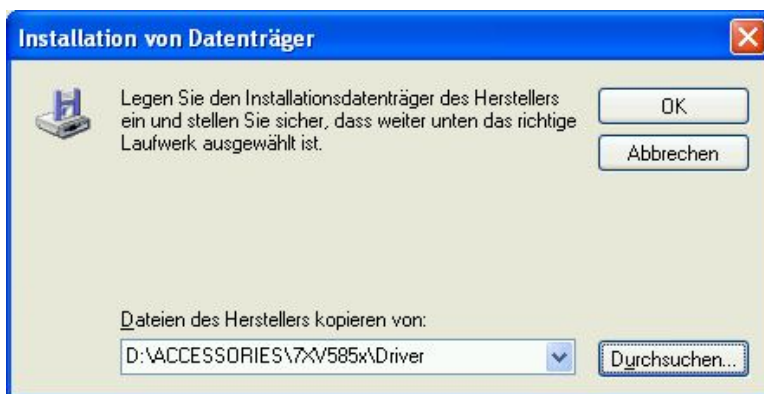 Installation von Datenträger
Legen Sie den Installationsdatenträger des Herstellers
ein und stellen Sie sicher, dass weiter unten das richtige
Laufwerk ausgewählt ist.
OK
Abbrechen
Dateien des Herstellers kopieren von:
D:\ACCESSORIES\7XV585x\Driver
Durchsuchen...